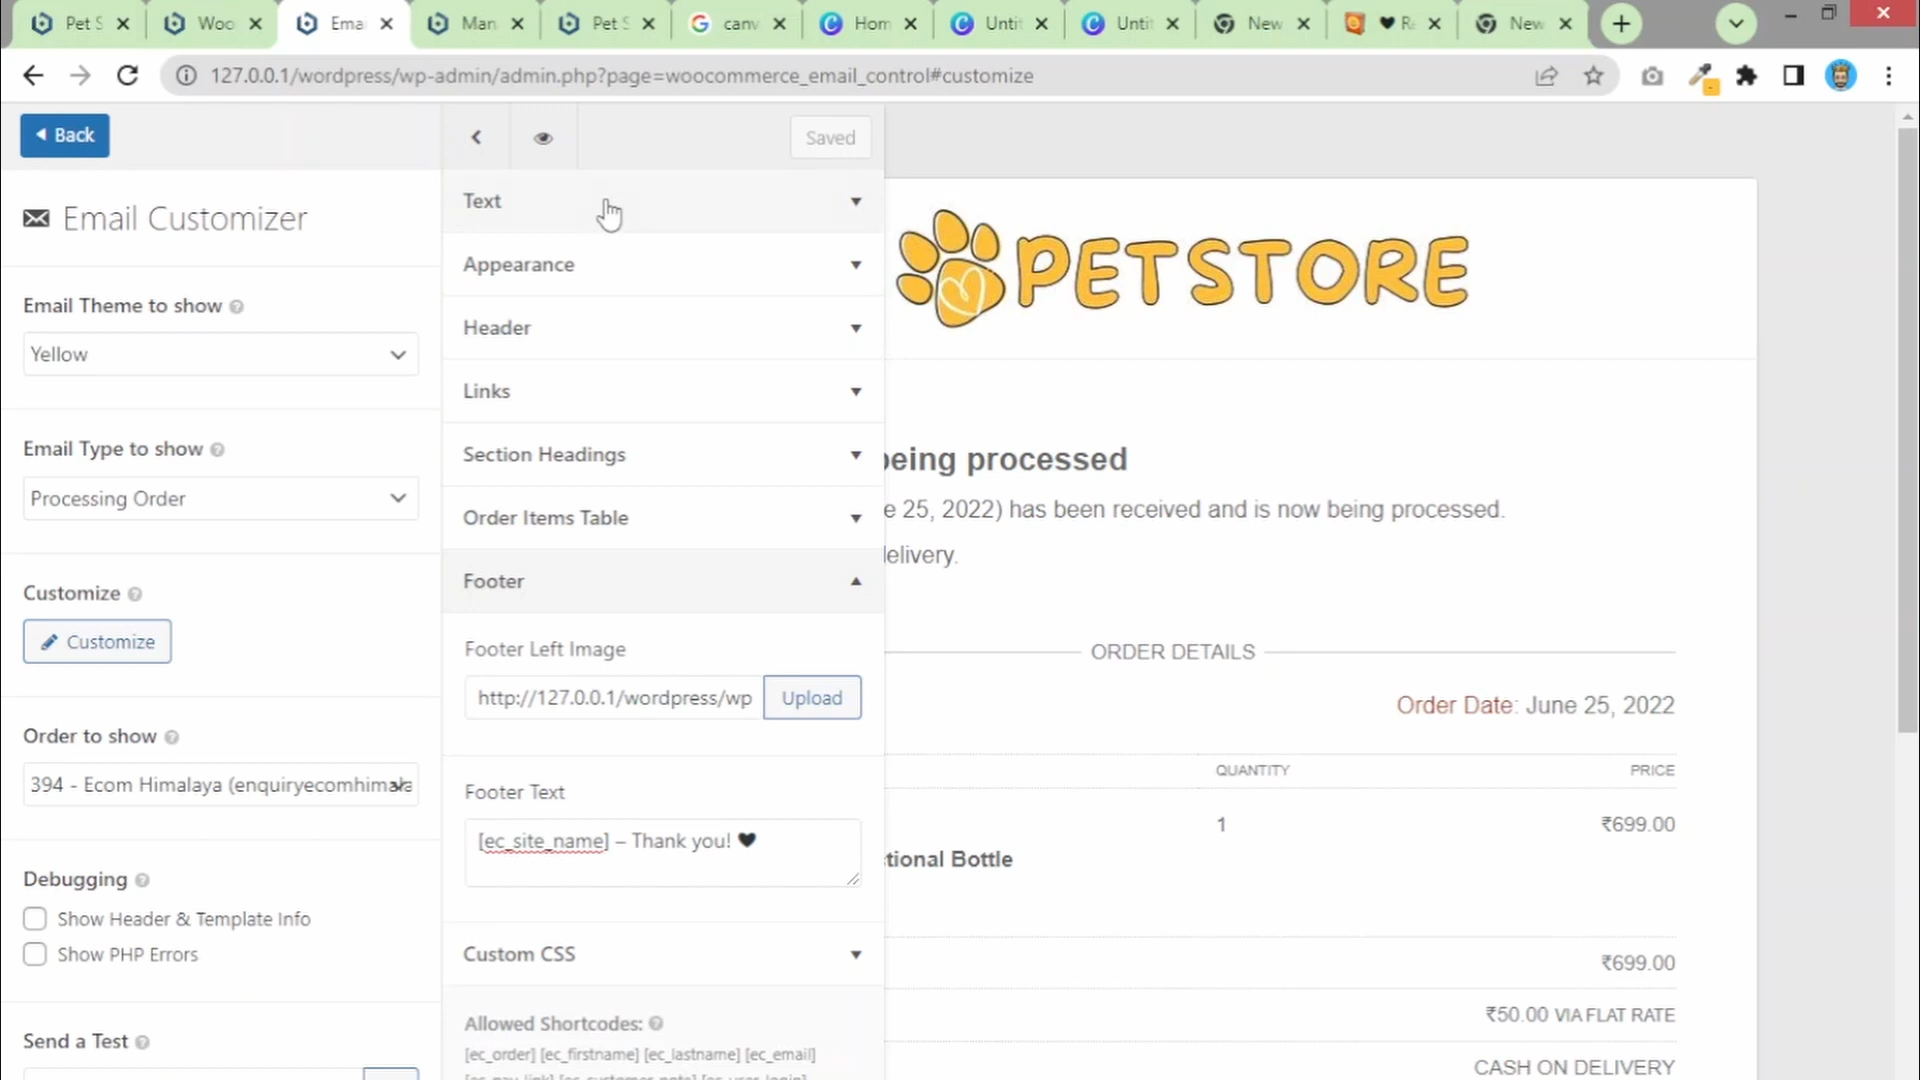 Pet S
Woo
Emai
Man
Pet S
canv
Hom
Untit
Untit
New
Re
New
127.0.0.1/wordpress/wp-admin/admin.php?page=woocommerce_email_control#customize
Back
Saved
Email Customizer
Email Theme to show
Yellow
Email Type to show
Processing Order
Customize
Customize
Order to show
394 - Ecom Himalaya (enquiryecomhimala
Debugging
Show Header & Template Info
Show PHP Errors
Send a Test
Text
Appearance
Header
Links
Section Headings
Order Items Table
Footer
Footer Left Image
http://127.0.0.1/wordpress/wp
Upload
Footer Text
[ec_site_name] – Thank you! 🖤
Custom CSS
Allowed Shortcodes:
[ec_order] [ec_firstname] [ec_lastname] [ec_email]
PETSTORE
being processed
e 25, 2022) has been received and is now being processed.
delivery.
ORDER DETAILS
Order Date: June 25, 2022
QUANTITY PRICE
1 ₹699.00
tional Bottle
₹699.00
₹50.00 VIA FLAT RATE
CASH ON DELIVERY